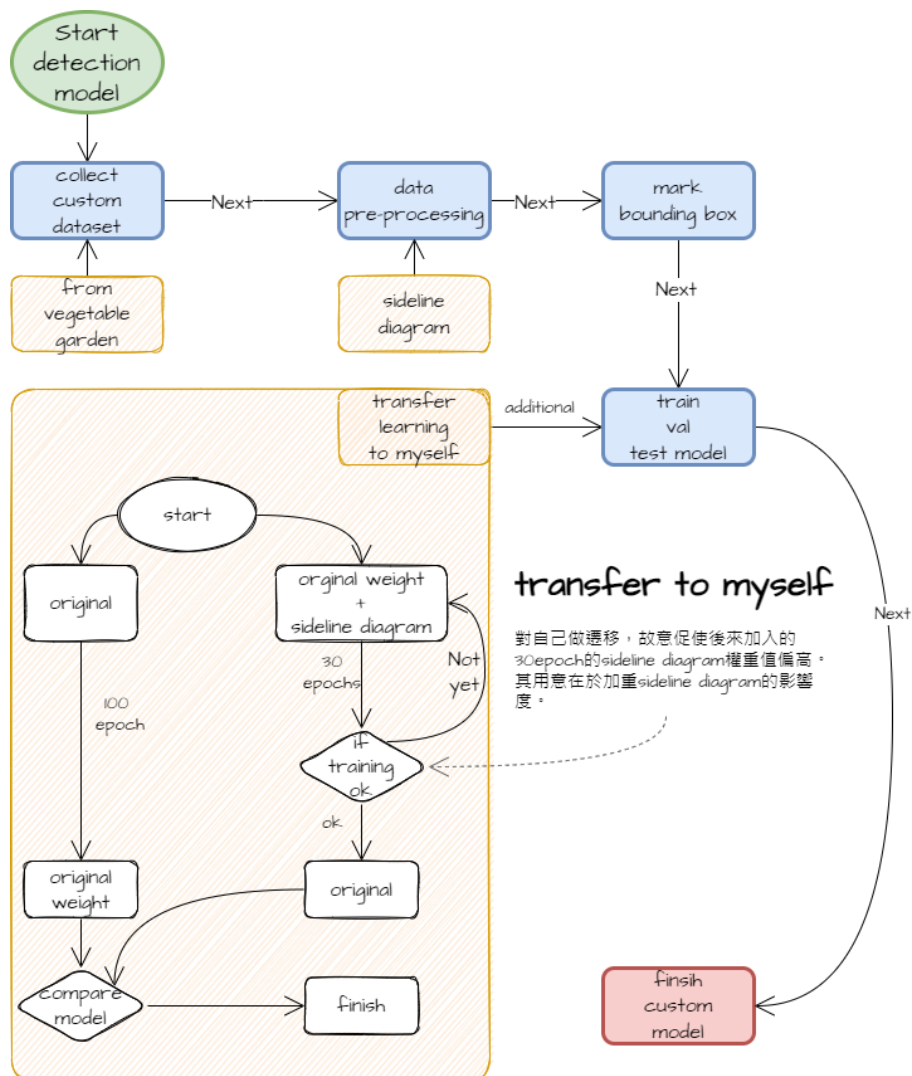 Start
detection
model
collect
custom
dataset
Next
data
pre-processing
Next
mark
bounding box
from
vegetable
garden
sideline
diagram
Next
transfer
learning
to myself
additional
train
val
test model
Next
start
original
orginal weight
+
sideline diagram
30
epochs
Not
yet
100
epoch
if
training
ok
ok
original
weight
original
compare
model
finish
transfer to myself
對自己做遷移，故意促使後來加入的
30epoch的sideline diagram權重值偏高。
其用意在於加重sideline diagram的影響
度。
finsih
custom
model